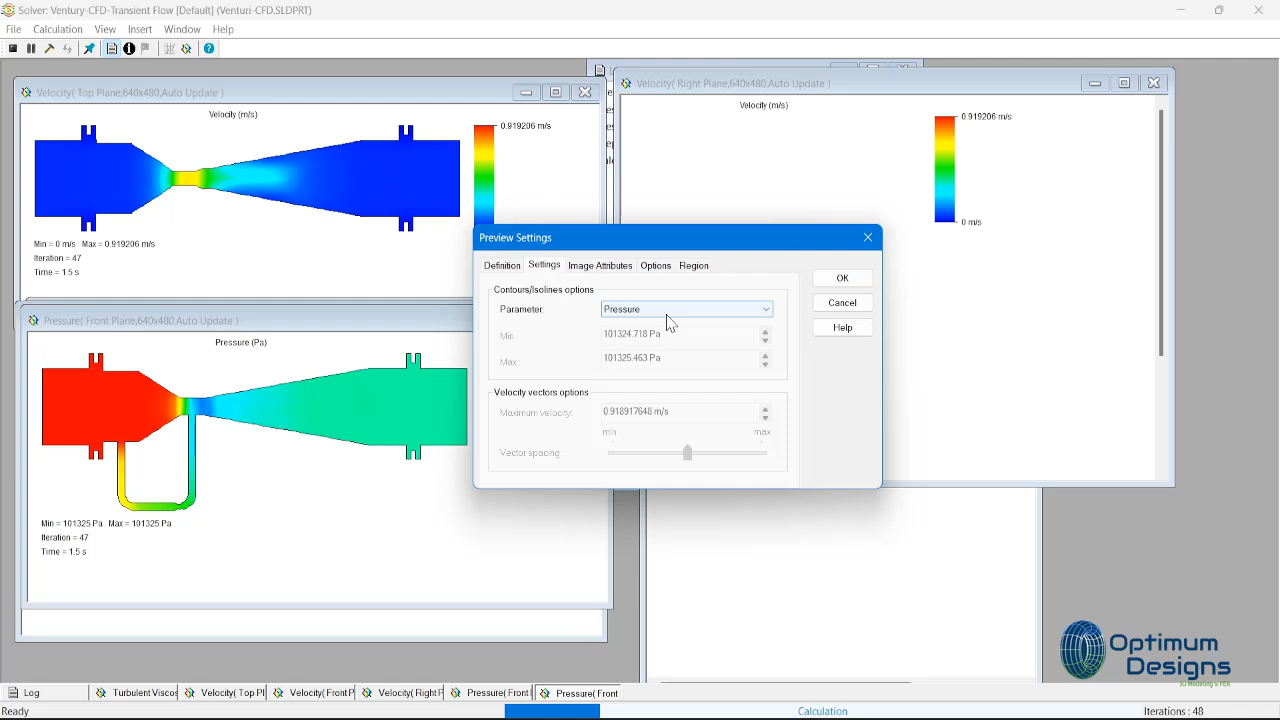 Solver: Ventury-CFD-Transient Flow [Default] (Venturi-CFD.SLDPRT)
File Calculation View Insert Window Help
Velocity( Top Plane,640x480,Auto Update )
Velocity (m/s)
0.919206 m/s
Min = 0 m/s Max = 0.919206 m/s
Iteration = 47
Time = 1.5 s
Velocity( Right Plane,640x480,Auto Update )
Velocity (m/s)
0.919206 m/s
0 m/s
Pressure( Front Plane,640x480,Auto Update )
Pressure (Pa)
Min = 101325 Pa Max = 101325 Pa
Iteration = 47
Time = 1.5 s
Preview Settings
Definition Settings Image Attributes Options Region
Contours/Isolines options
Parameter: Pressure
Min: 101324.718 Pa
Max: 101325.463 Pa
Velocity vectors options
Maximum velocity: 0.918917648 m/s
min max
Vector spacing:
OK
Cancel
Help
Optimum
Designs
3D Modeling & FEA
Log Turbulent Viscos Velocity( Top Pl Velocity( Front P Velocity( Right F Pressure( Front Pressure( Front
Ready Calculation Iterations : 48